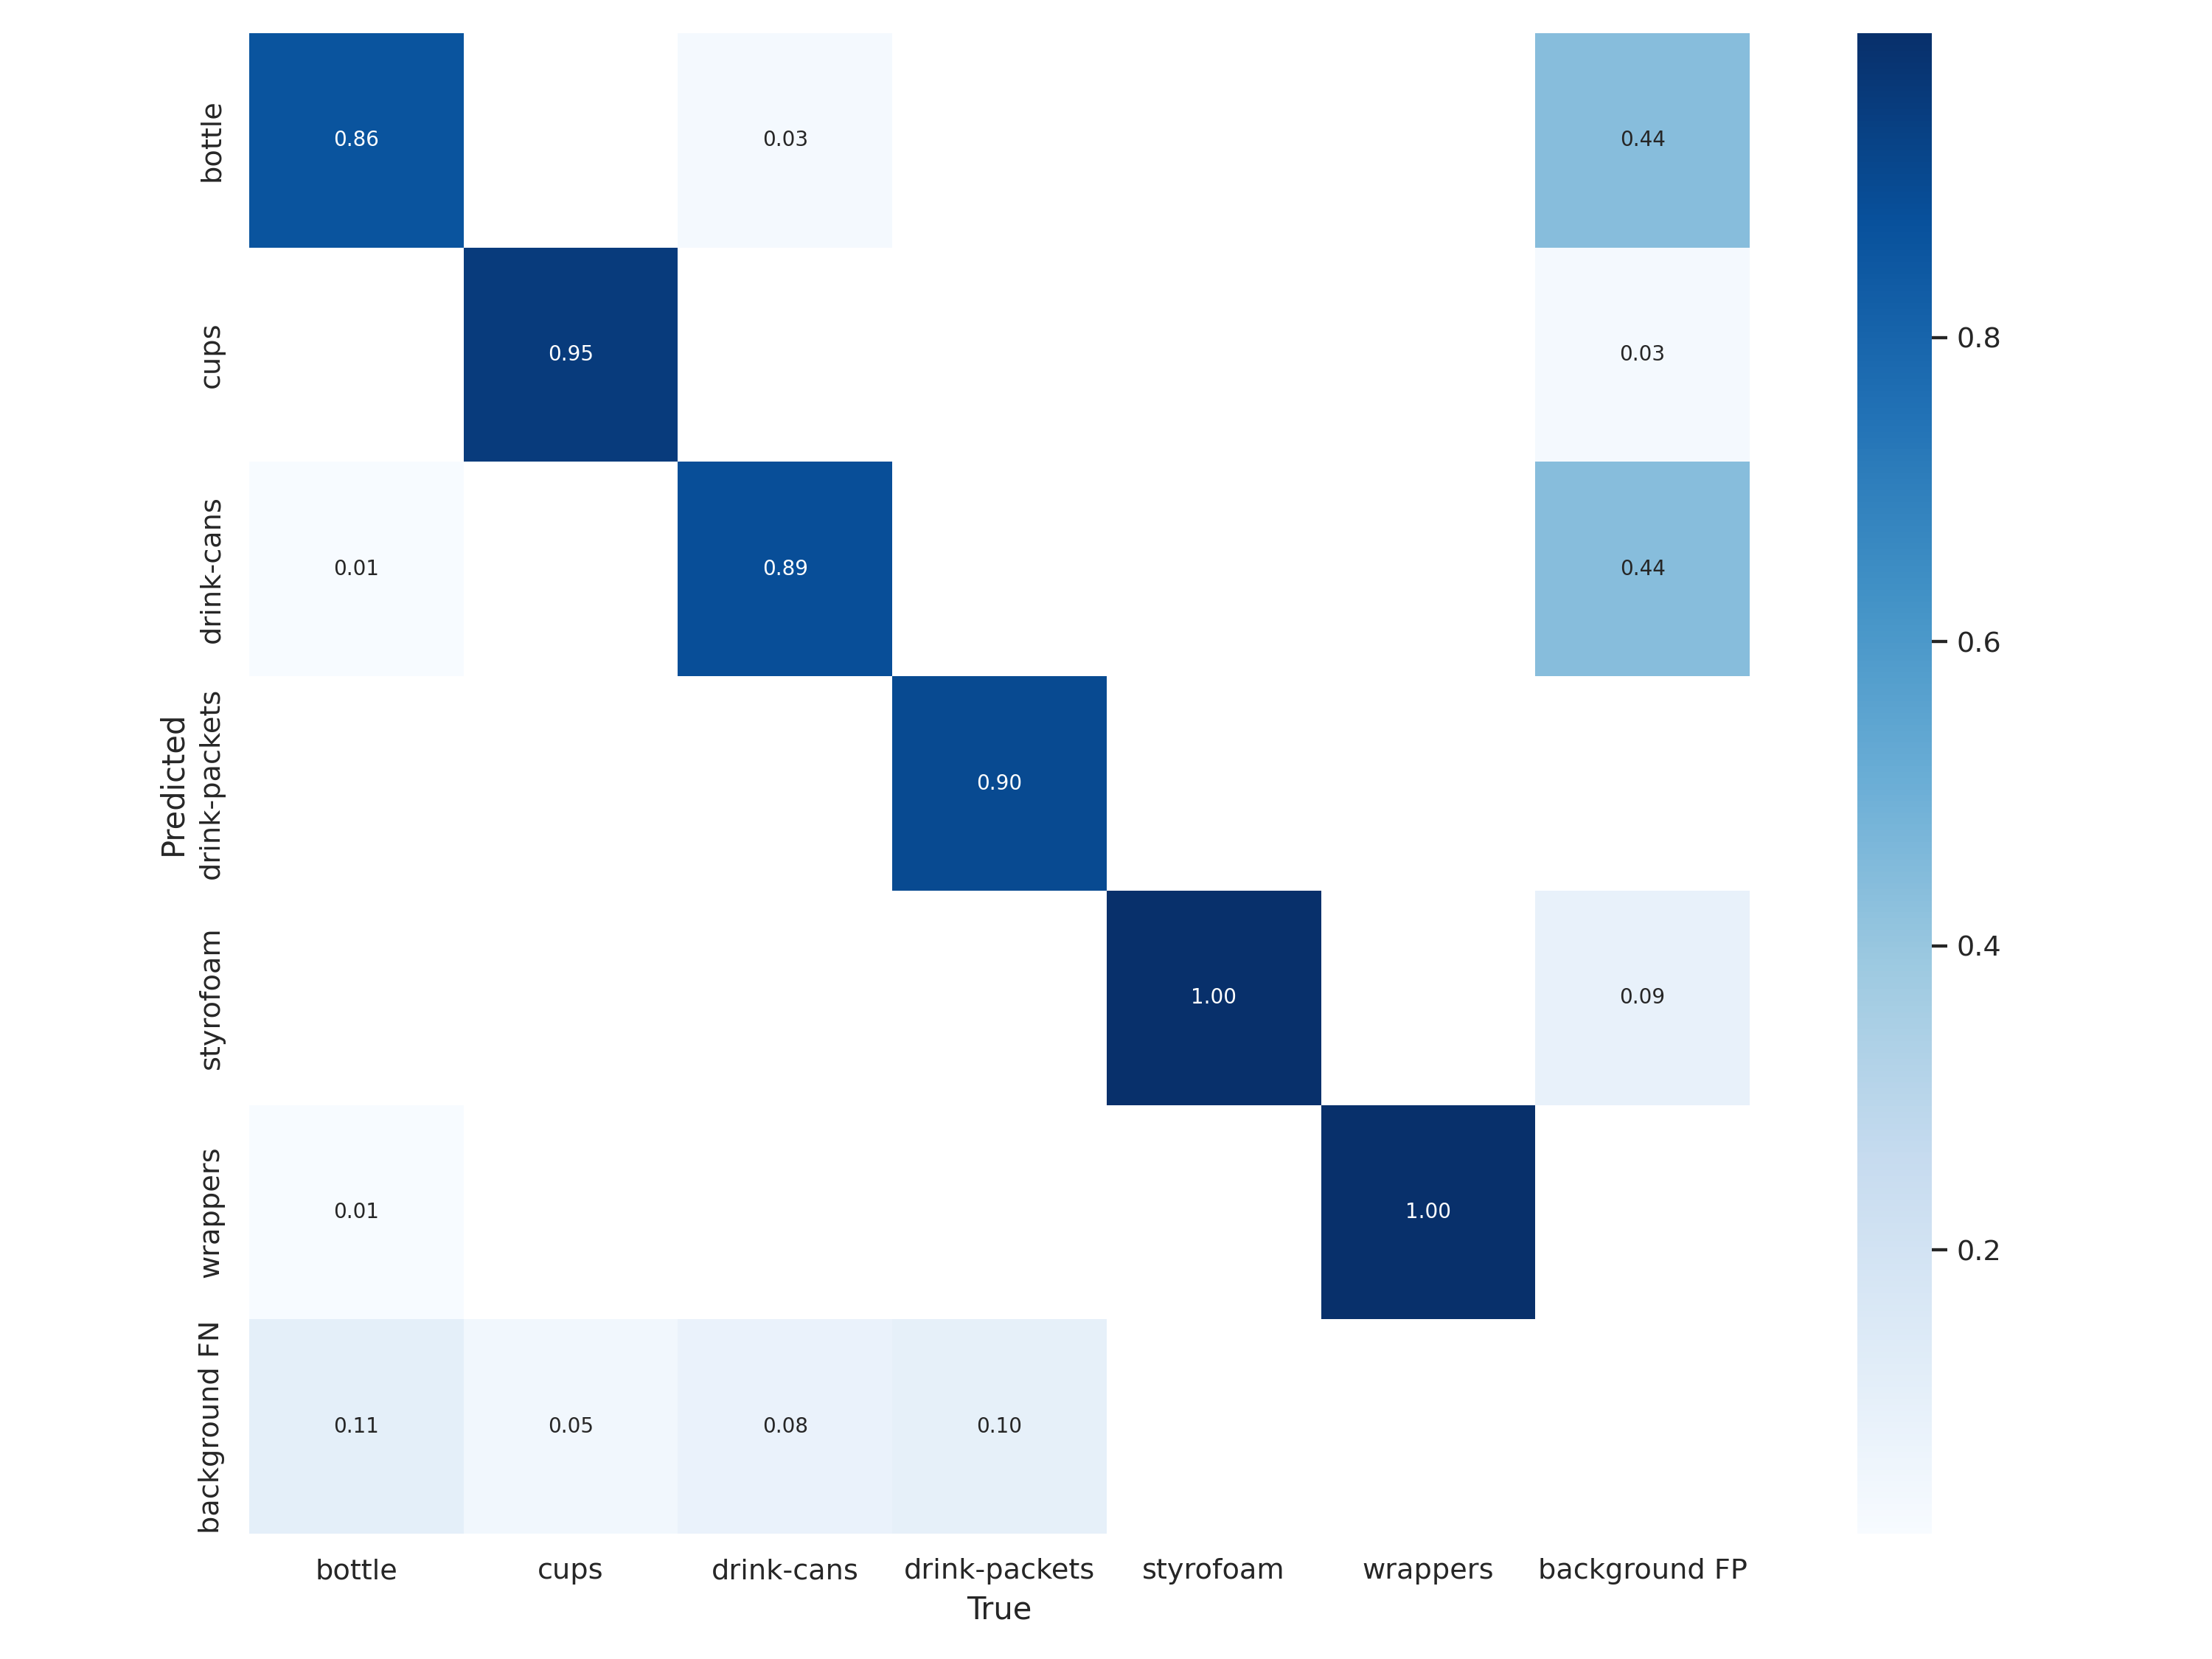 bottle
0.86
0.03
0.44
cups
0.95
0.03
0.8
drink-cans
0.01
0.89
0.44
0.6
Predicted
drink-packets
0.90
0.4
styrofoam
1.00
0.09
wrappers
0.01
1.00
0.2
background FN
0.11
0.05
0.08
0.10
bottle
cups
drink-cans
drink-packets
styrofoam
wrappers
background FP
True